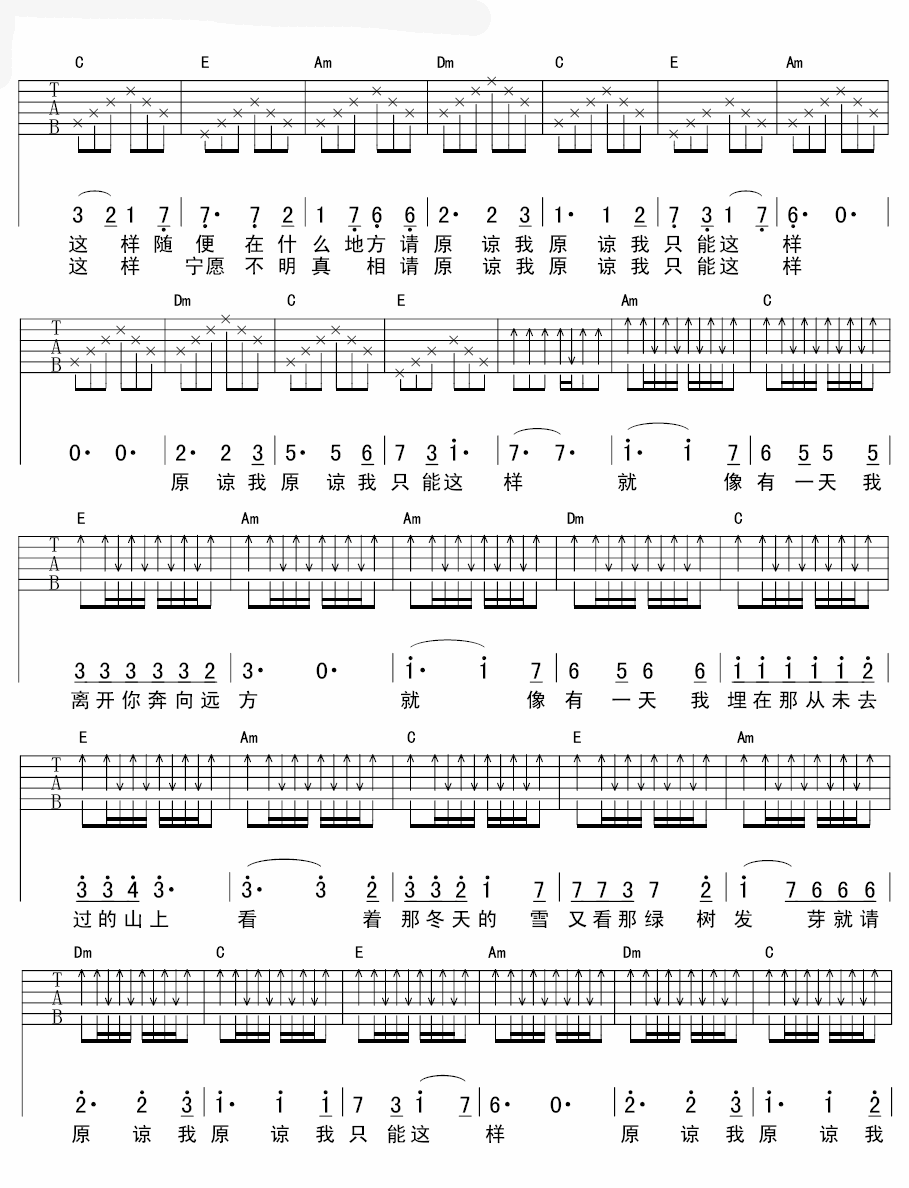 C E Am Dm C E Am
T
A
B
3 2 1 7 | 7· 7 2 | 1 7 6 6 | 2· 2 3 | 1· 1 2 | 7 3 1 7 | 6· 0·
这 样 随 便 在 什 么 地方 请 原 谅 我 原 谅 我 只 能 这 样
这 样 宁愿 不 明 真 相 请 原 谅 我 原 谅 我 只 能 这 样
Dm C E Am C
T
A
B
0· 0· | 2· 2 3 | 5· 5 6 | 7 3 1· | 7· 7· | 1· 1 7 | 6 5 5 5
原 谅 我 原 谅 我 只 能 这 样 就 像 有 一 天 我
E Am Am Dm C
T
A
B
3 3 3 3 3 2 | 3· 0· | 1· 1 7 | 6 5 6 6 | 1 1 1 1 1 2
离 开 你 奔 向 远 方 就 像 有 一 天 我 埋 在 那 从 未 去
E Am C E Am
T
A
B
3 3 4 3· | 3· 3 2 | 3 3 2 1 7 | 7 7 3 7 2 | 1 7 6 6 6
过 的 山 上 看 着 那 冬 天 的 雪 又 看 那 绿 树 发 芽 就 请
Dm C E Am Dm C
T
A
B
2· 2 3 | 1· 1 1 | 7 3 1 7 | 6· 0· | 2· 2 3 | 1· 1 2
原 谅 我 原 谅 我 只 能 这 样 原 谅 我 原 谅 我